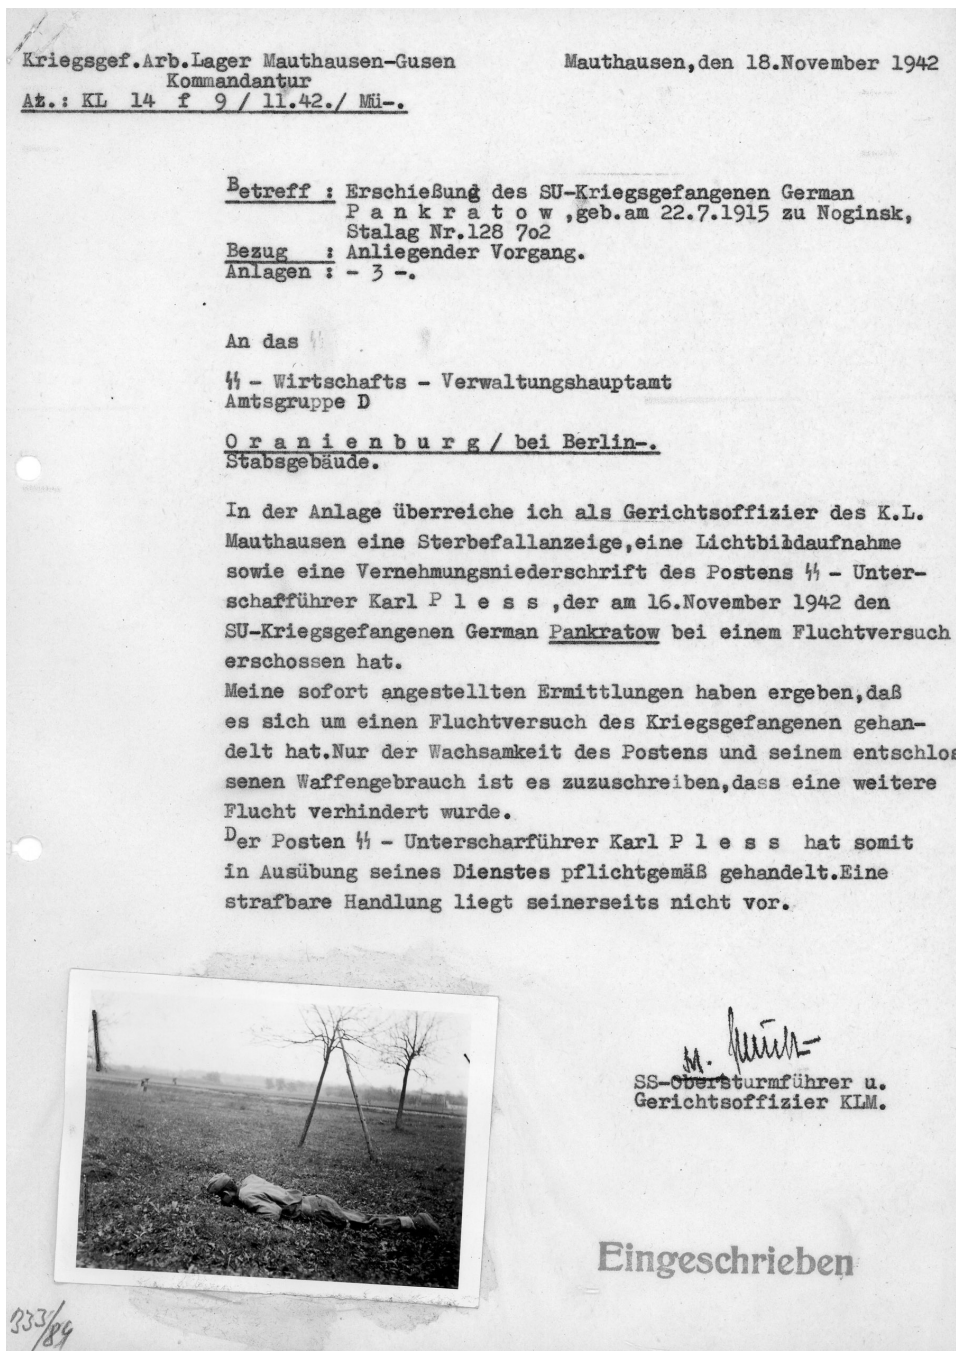 Kriegsgef.Arb.Lager Mauthausen-Gusen
Mauthausen,den 18.November 1942
Kommandantur
Az.: KL 14 f 9 / 11.42./ Mü-.
Betreff : Erschießung des SU-Kriegsgefangenen German
P a n k r a t o w ,geb.am 22.7.1915 zu Noginsk,
Stalag Nr.128 7o2
Bezug : Anliegender Vorgang.
Anlagen : - 3 -.
An das
ϟϟ - Wirtschafts - Verwaltungshauptamt
Amtsgruppe D
O r a n i e n b u r g / bei Berlin-.
Stabsgebäude.
In der Anlage überreiche ich als Gerichtsoffizier des K.L.
Mauthausen eine Sterbefallanzeige,eine Lichtbildaufnahme
sowie eine Vernehmungsniederschrift des Postens ϟϟ - Unter-
schafführer Karl P l e s s ,der am 16.November 1942 den
SU-Kriegsgefangenen German Pankratow bei einem Fluchtversuch
erschossen hat.
Meine sofort angestellten Ermittlungen haben ergeben,daß
es sich um einen Fluchtversuch des Kriegsgefangenen gehan-
delt hat.Nur der Wachsamkeit des Postens und seinem entschlos
senen Waffengebrauch ist es zuzuschreiben,dass eine weitere
Flucht verhindert wurde.
Der Posten ϟϟ - Unterscharführer Karl P l e s s hat somit
in Ausübung seines Dienstes pflichtgemäß gehandelt.Eine
strafbare Handlung liegt seinerseits nicht vor.
SS-Obersturmführer u.
Gerichtsoffizier KLM.
Eingeschrieben
333/84